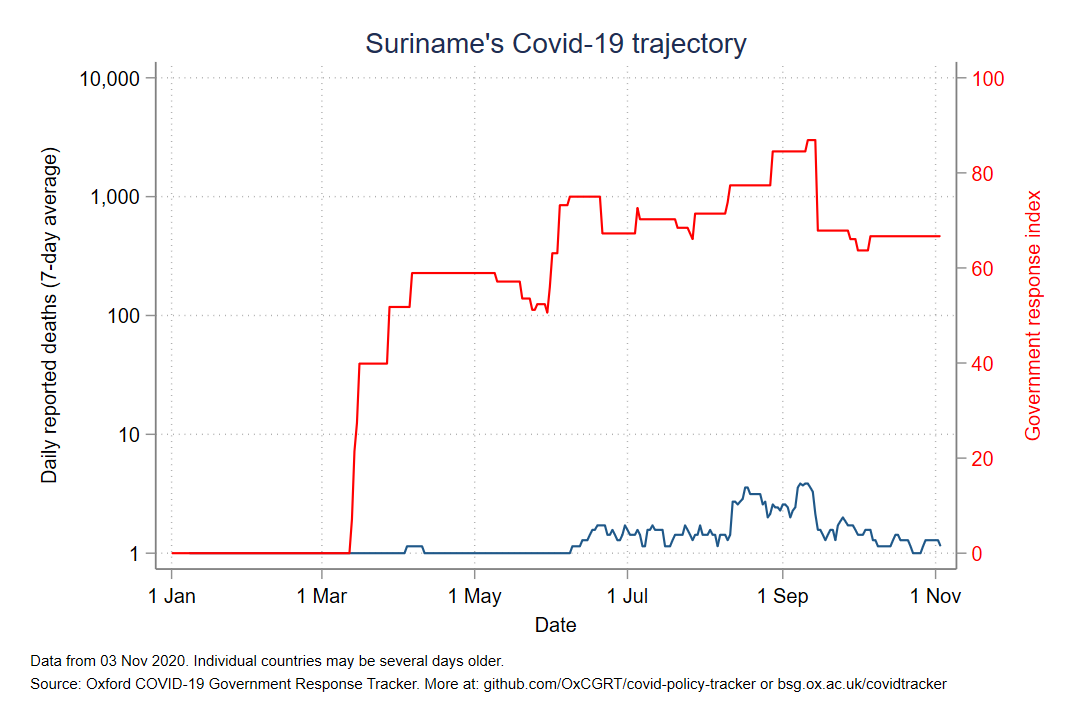 Suriname's Covid-19 trajectory
10,000
1,000
100
10
1
Daily reported deaths (7-day average)
100
80
60
40
20
0
Government response index
1 Jan
1 Mar
1 May
1 Jul
1 Sep
1 Nov
Date
Data from 03 Nov 2020. Individual countries may be several days older.
Source: Oxford COVID-19 Government Response Tracker. More at: github.com/OxCGRT/covid-policy-tracker or bsg.ox.ac.uk/covidtracker